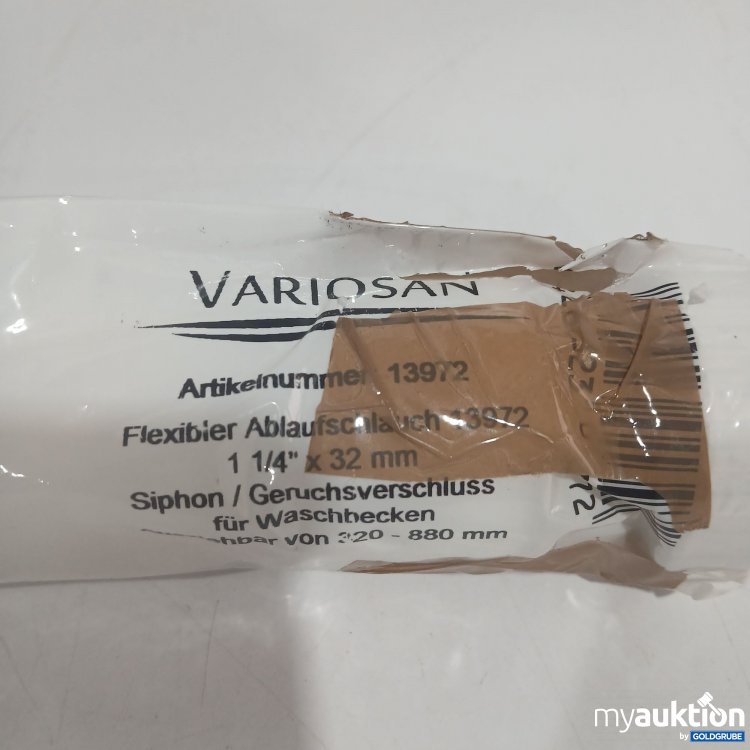 VARIOSAN
Artikelnummer 13972
Flexibler Ablaufschlauch 13972
1 1/4" x 32 mm
Siphon / Geruchsverschluss
für Waschbecken
von 320 - 880 mm
myauktion
by GOLDGRUBE